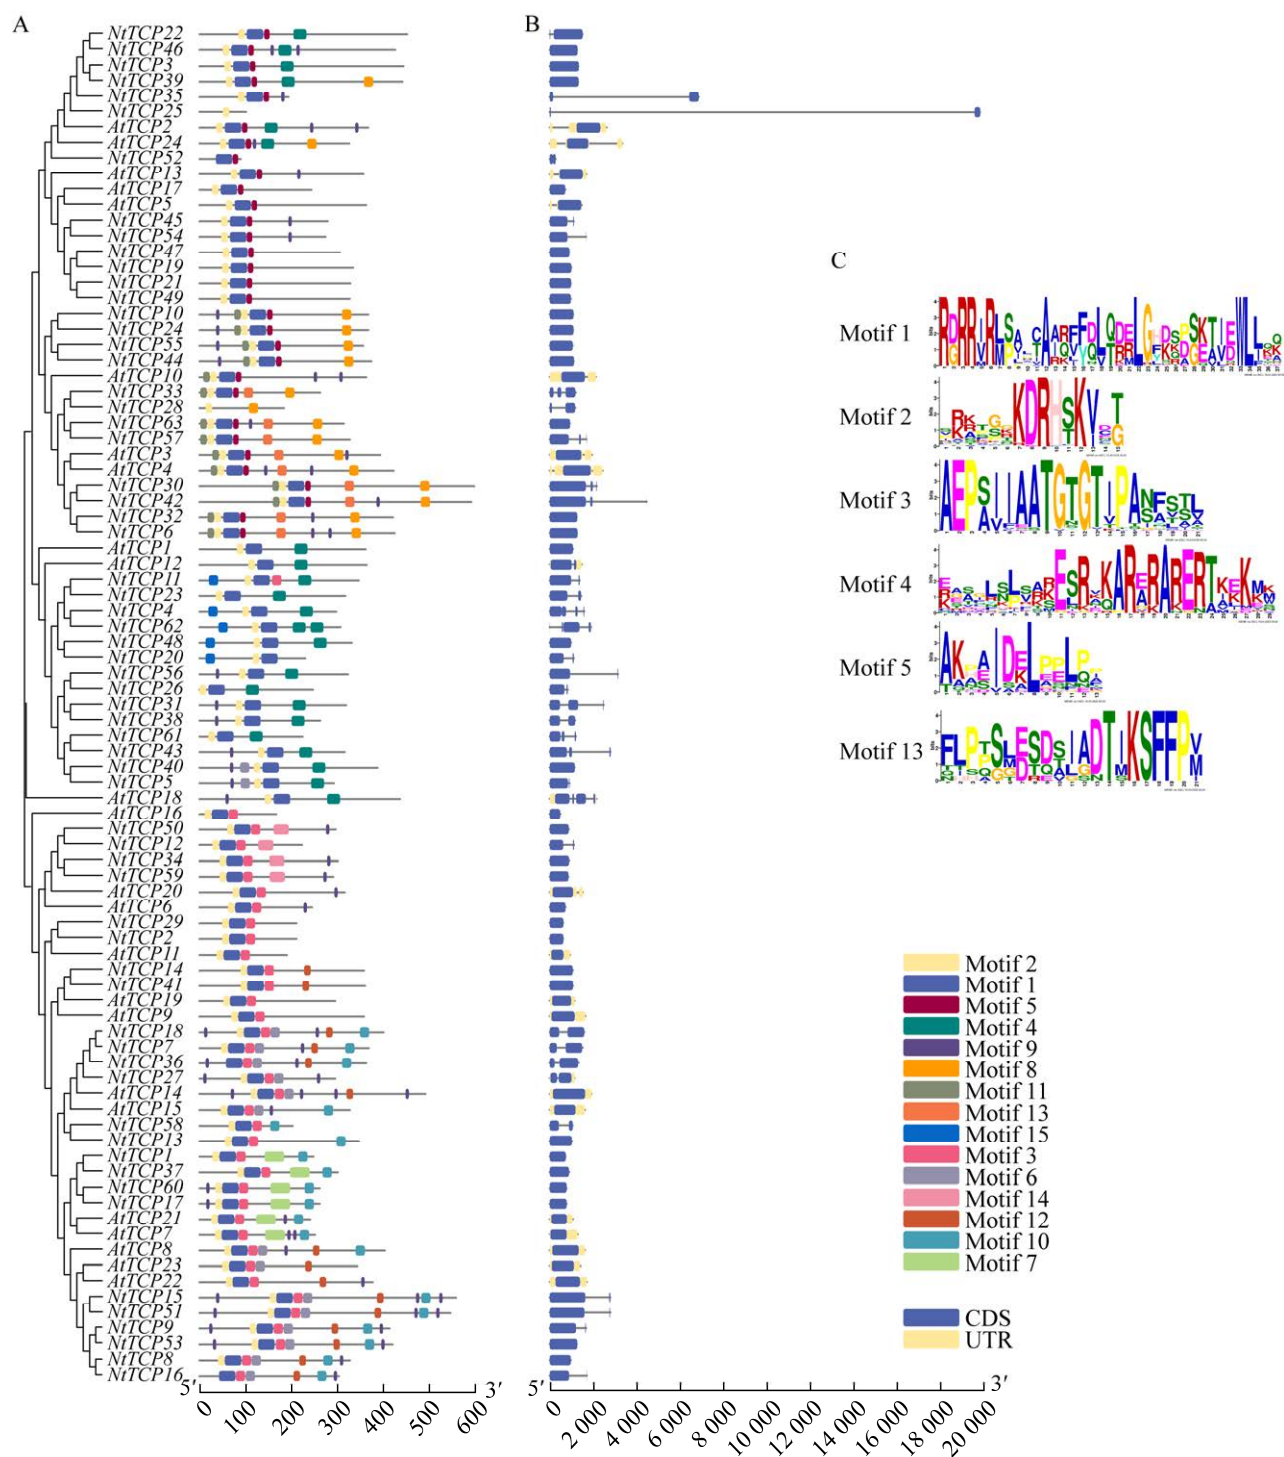 A
B
NtTCP22
NtTCP46
NtTCP3
NtTCP39
NtTCP35
NtTCP25
AtTCP2
AtTCP24
NtTCP52
AtTCP13
AtTCP17
AtTCP5
NtTCP45
NtTCP54
NtTCP47
NtTCP19
NtTCP21
NtTCP49
NtTCP10
NtTCP24
NtTCP55
NtTCP44
AtTCP10
NtTCP33
NtTCP28
NtTCP63
NtTCP57
AtTCP3
AtTCP4
NtTCP30
NtTCP42
NtTCP32
NtTCP6
AtTCP1
AtTCP12
NtTCP11
NtTCP23
NtTCP4
NtTCP62
NtTCP48
NtTCP20
NtTCP56
NtTCP26
NtTCP31
NtTCP38
NtTCP61
NtTCP43
NtTCP40
NtTCP5
AtTCP18
AtTCP16
NtTCP50
NtTCP12
NtTCP34
NtTCP59
AtTCP20
AtTCP6
NtTCP29
NtTCP2
AtTCP11
NtTCP14
NtTCP41
AtTCP19
AtTCP9
NtTCP18
NtTCP7
NtTCP36
NtTCP27
AtTCP14
AtTCP15
NtTCP58
NtTCP13
NtTCP1
NtTCP37
NtTCP60
NtTCP17
AtTCP21
AtTCP7
AtTCP8
AtTCP23
AtTCP22
NtTCP15
NtTCP51
NtTCP9
NtTCP53
NtTCP8
NtTCP16
5′ 3′
0 100 200 300 400 500 600
5′ 3′
0 2 000 4 000 6 000 8 000 10 000 12 000 14 000 16 000 18 000 20 000
C
Motif 1
Motif 2
Motif 3
Motif 4
Motif 5
Motif 13
Motif 2
Motif 1
Motif 5
Motif 4
Motif 9
Motif 8
Motif 11
Motif 13
Motif 15
Motif 3
Motif 6
Motif 14
Motif 12
Motif 10
Motif 7
CDS
UTR